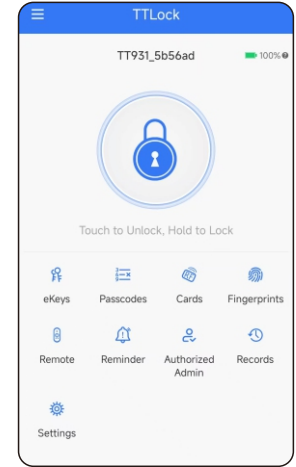 TTLock
TT931_5b56ad
100%
Touch to Unlock, Hold to Lock
eKeys Passcodes Cards Fingerprints
Remote Reminder Authorized Admin Records
Settings